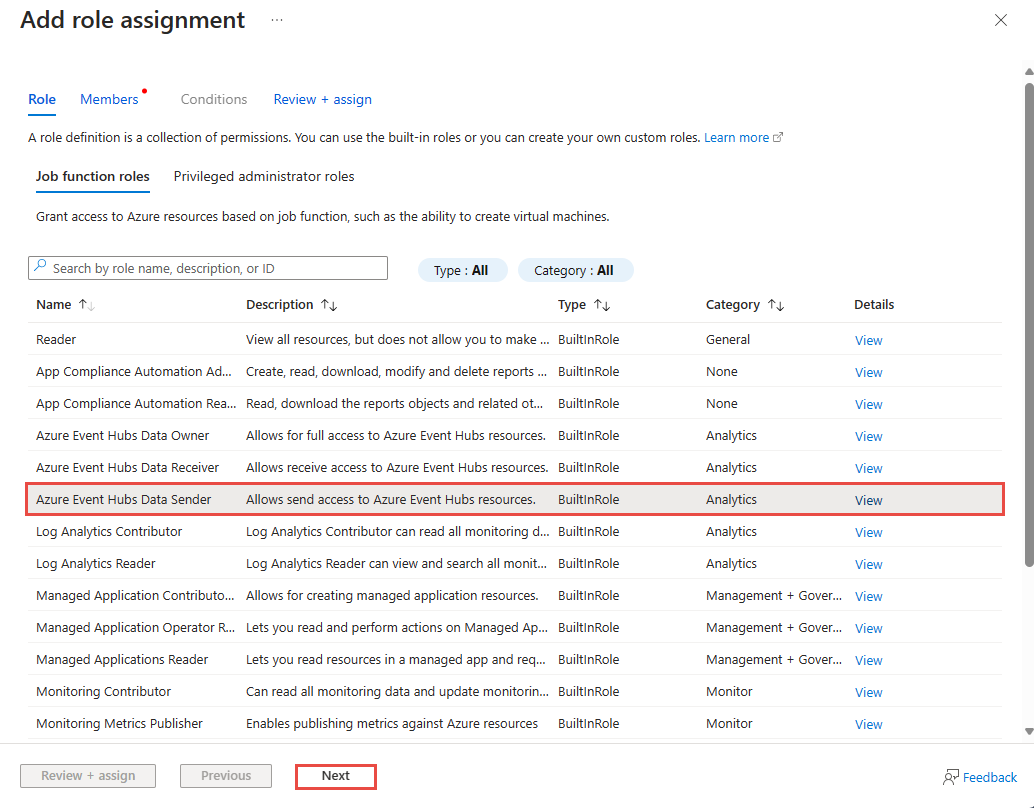 Add role assignment ...
Role Members Conditions Review + assign
A role definition is a collection of permissions. You can use the built-in roles or you can create your own custom roles. Learn more
Job function roles Privileged administrator roles
Grant access to Azure resources based on job function, such as the ability to create virtual machines.
Search by role name, description, or ID Type : All Category : All
Name Description Type Category Details
Reader View all resources, but does not allow you to make ... BuiltInRole General View
App Compliance Automation Ad... Create, read, download, modify and delete reports ... BuiltInRole None View
App Compliance Automation Rea... Read, download the reports objects and related ot... BuiltInRole None View
Azure Event Hubs Data Owner Allows for full access to Azure Event Hubs resources. BuiltInRole Analytics View
Azure Event Hubs Data Receiver Allows receive access to Azure Event Hubs resources. BuiltInRole Analytics View
Azure Event Hubs Data Sender Allows send access to Azure Event Hubs resources. BuiltInRole Analytics View
Log Analytics Contributor Log Analytics Contributor can read all monitoring d... BuiltInRole Analytics View
Log Analytics Reader Log Analytics Reader can view and search all monit... BuiltInRole Analytics View
Managed Application Contributo... Allows for creating managed application resources. BuiltInRole Management + Gover... View
Managed Application Operator R... Lets you read and perform actions on Managed Ap... BuiltInRole Management + Gover... View
Managed Applications Reader Lets you read resources in a managed app and req... BuiltInRole Management + Gover... View
Monitoring Contributor Can read all monitoring data and update monitorin... BuiltInRole Monitor View
Monitoring Metrics Publisher Enables publishing metrics against Azure resources BuiltInRole Monitor View
Review + assign Previous Next Feedback